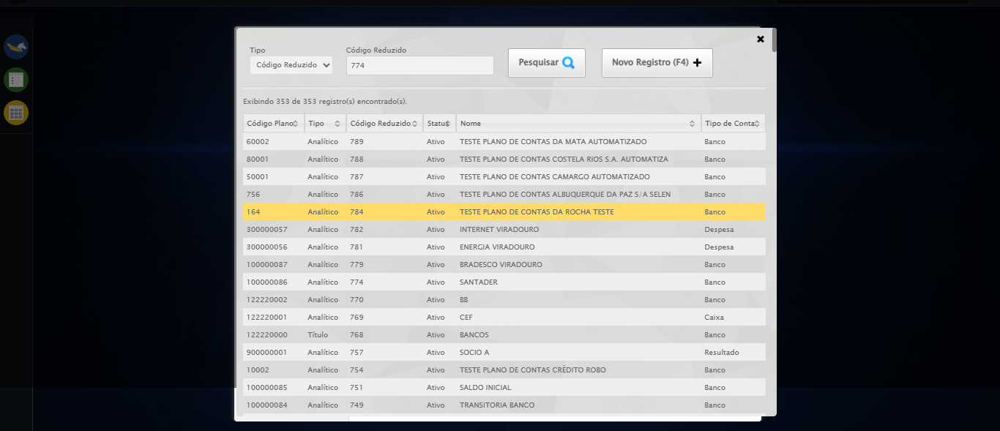 Tipo Código Reduzido
Código Reduzido 774 Pesquisar Novo Registro (F4)
Exibindo 353 de 353 registro(s) encontrado(s).
Código Plano Tipo Código Reduzido Status Nome Tipo de Conta
60002 Analítico 789 Ativo TESTE PLANO DE CONTAS DA MATA AUTOMATIZADO Banco
80001 Analítico 788 Ativo TESTE PLANO DE CONTAS COSTELA RIOS S.A. AUTOMATIZA Banco
50001 Analítico 787 Ativo TESTE PLANO DE CONTAS CAMARGO AUTOMATIZADO Banco
756 Analítico 786 Ativo TESTE PLANO DE CONTAS ALBUQUERQUE DA PAZ S/A SELEN Banco
164 Analítico 784 Ativo TESTE PLANO DE CONTAS DA ROCHA TESTE Banco
300000057 Analítico 782 Ativo INTERNET VIRADOURO Despesa
300000056 Analítico 781 Ativo ENERGIA VIRADOURO Despesa
100000087 Analítico 779 Ativo BRADESCO VIRADOURO Banco
100000086 Analítico 774 Ativo SANTADER Banco
122220002 Analítico 770 Ativo BB Banco
122220001 Analítico 769 Ativo CEF Caixa
122220000 Título 768 Ativo BANCOS Banco
900000001 Analítico 757 Ativo SOCIO A Resultado
10002 Analítico 754 Ativo TESTE PLANO DE CONTAS CRÉDITO ROBO Banco
100000085 Analítico 751 Ativo SALDO INICIAL Banco
100000084 Analítico 749 Ativo TRANSITORIA BANCO Banco